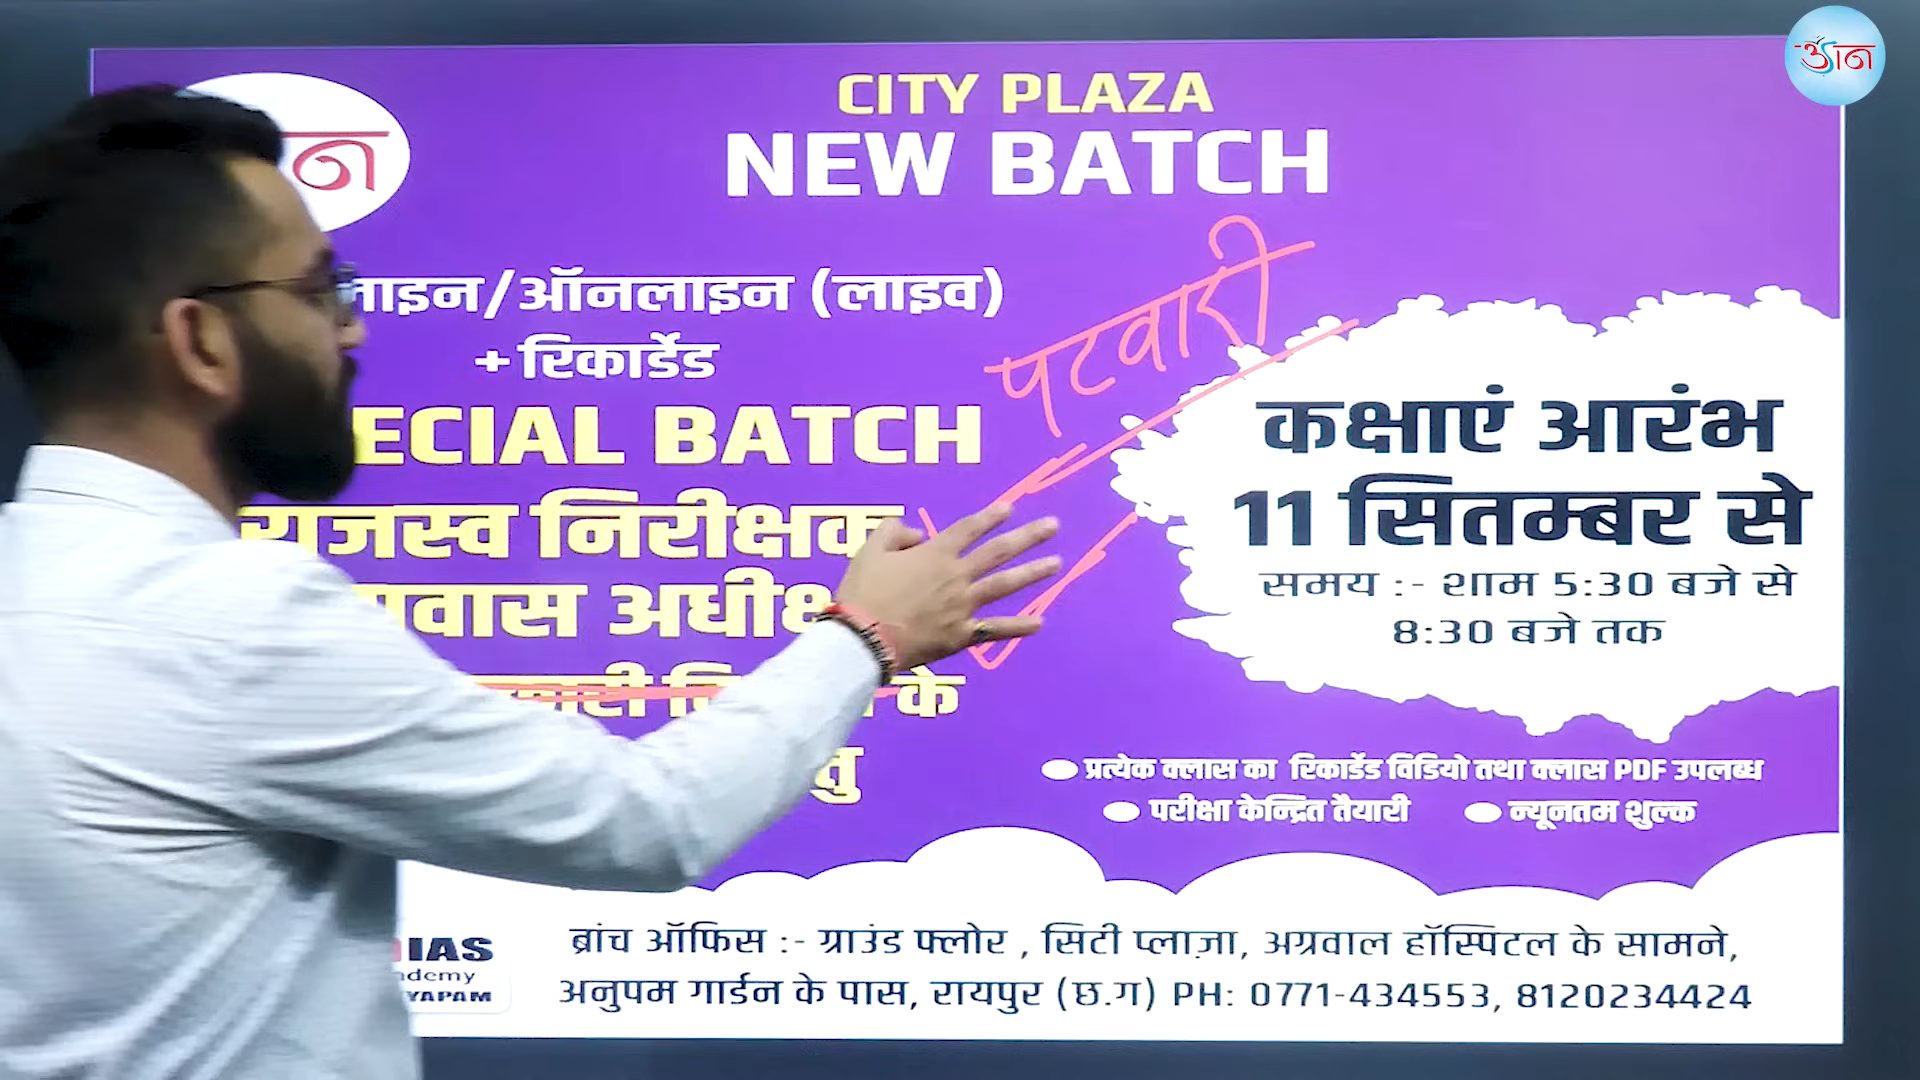 उड़ान
CITY PLAZA
NEW BATCH
/ऑनलाइन (लाइव)
+ रिकार्डेड
ECIAL BATCH
राजस्व निरीक्षक
पटवारी
के
कक्षाएं आरंभ
11 सितम्बर से
समय :- शाम 5:30 बजे से
8:30 बजे तक
प्रत्येक क्लास का रिकार्डेड विडियो तथा क्लास PDF उपलब्ध
परीक्षा केन्द्रित तैयारी न्यूनतम शुल्क
IAS
ब्रांच ऑफिस :- ग्राउंड फ्लोर , सिटी प्लाज़ा, अग्रवाल हॉस्पिटल के सामने,
अनुपम गार्डन के पास, रायपुर (छ.ग) PH: 0771-434553, 8120234424